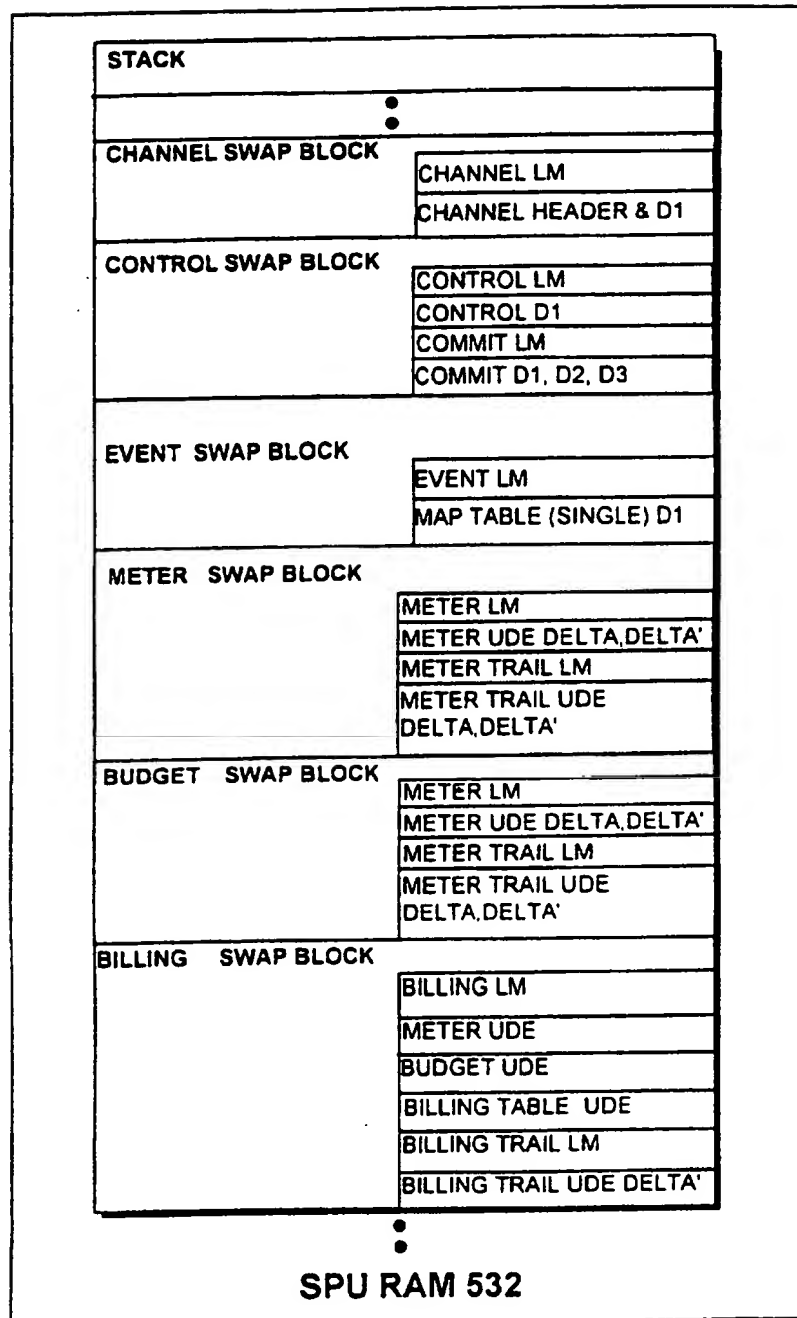 STACK
CHANNEL SWAP BLOCK
CHANNEL LM
CHANNEL HEADER & D1
CONTROL SWAP BLOCK
CONTROL LM
CONTROL D1
COMMIT LM
COMMIT D1, D2, D3
EVENT SWAP BLOCK
EVENT LM
MAP TABLE (SINGLE) D1
METER SWAP BLOCK
METER LM
METER UDE DELTA,DELTA'
METER TRAIL LM
METER TRAIL UDE
DELTA,DELTA'
BUDGET SWAP BLOCK
METER LM
METER UDE DELTA,DELTA'
METER TRAIL LM
METER TRAIL UDE
DELTA,DELTA'
BILLING SWAP BLOCK
BILLING LM
METER UDE
BUDGET UDE
BILLING TABLE UDE
BILLING TRAIL LM
BILLING TRAIL UDE DELTA'
SPU RAM 532